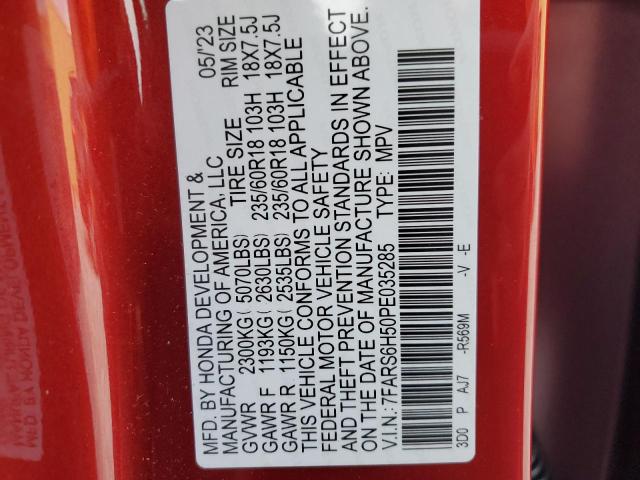 MFD. BY HONDA DEVELOPMENT & 05/'23
MANUFACTURING OF AMERICA, LLC
TIRE SIZE RIM SIZE
GVWR 2300KG( 5070LBS)
GAWR F 1193KG( 2630LBS) 235/60R18 103H 18X7.5J
GAWR R 1150KG( 2535LBS) 235/60R18 103H 18X7.5J
THIS VEHICLE CONFORMS TO ALL APPLICABLE
FEDERAL MOTOR VEHICLE SAFETY
AND THEFT PREVENTION STANDARDS IN EFFECT
ON THE DATE OF MANUFACTURE SHOWN ABOVE.
V.I.N.:7FARS6H50PE035285 TYPE: MPV
3D0 P AJ7 -R569M -V -E